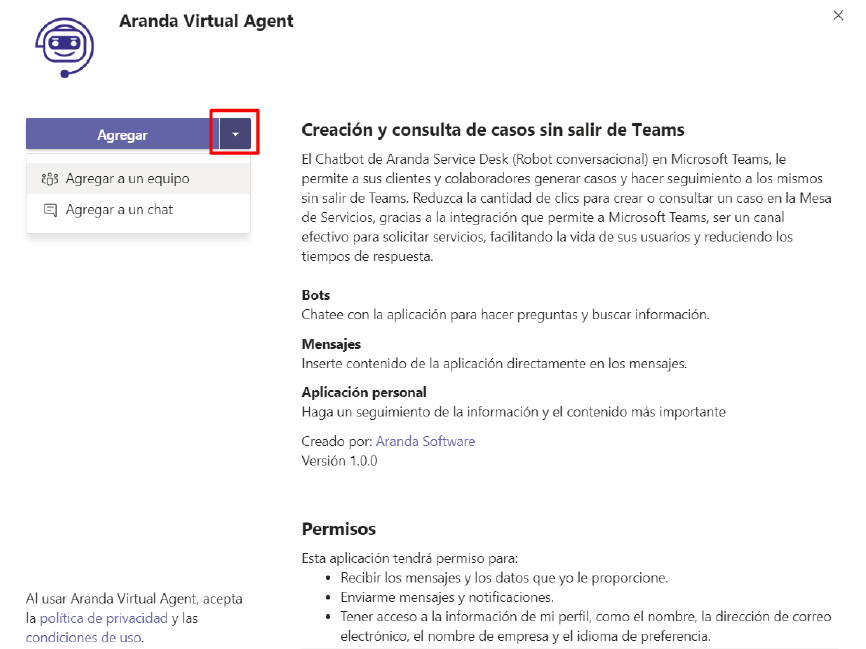 Aranda Virtual Agent
Agregar
Agregar a un equipo
Agregar a un chat
Creación y consulta de casos sin salir de Teams
El Chatbot de Aranda Service Desk (Robot conversacional) en Microsoft Teams, le
permite a sus clientes y colaboradores generar casos y hacer seguimiento a los mismos
sin salir de Teams. Reduzca la cantidad de clics para crear o consultar un caso en la Mesa
de Servicios, gracias a la integración que permite a Microsoft Teams, ser un canal
efectivo para solicitar servicios, facilitando la vida de sus usuarios y reduciendo los
tiempos de respuesta.
Bots
Chatee con la aplicación para hacer preguntas y buscar información.
Mensajes
Inserte contenido de la aplicación directamente en los mensajes.
Aplicación personal
Haga un seguimiento de la información y el contenido más importante
Creado por: Aranda Software
Versión 1.0.0
Permisos
Esta aplicación tendrá permiso para:
• Recibir los mensajes y los datos que yo le proporcione.
• Enviarme mensajes y notificaciones.
• Tener acceso a la información de mi perfil, como el nombre, la dirección de correo
electrónico, el nombre de empresa y el idioma de preferencia.
Al usar Aranda Virtual Agent, acepta
la política de privacidad y las
condiciones de uso.